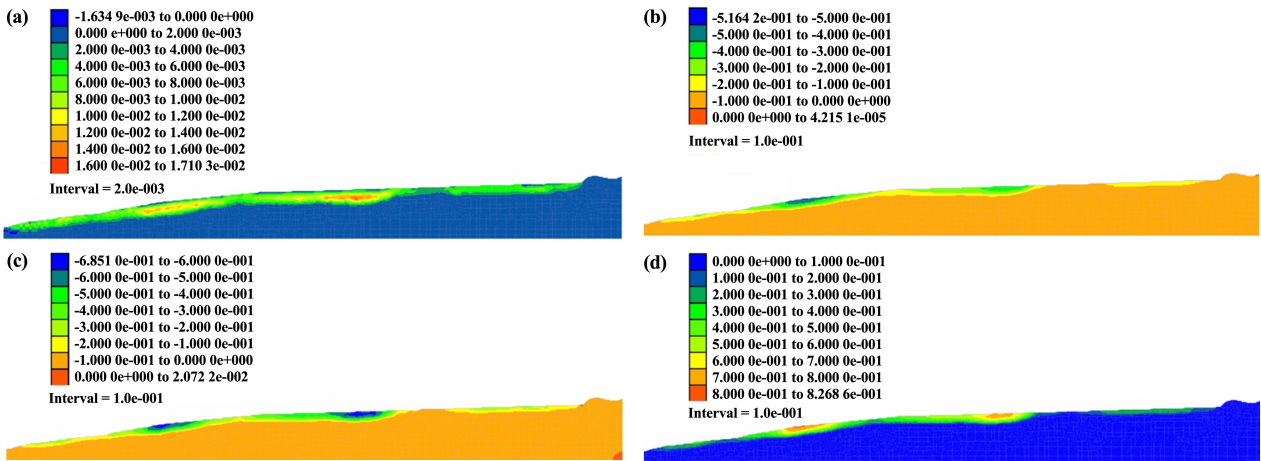 (a)
-1.634 9e-003 to 0.000 0e+000
0.000 e+000 to 2.000 0e-003
2.000 0e-003 to 4.000 0e-003
4.000 0e-003 to 6.000 0e-003
6.000 0e-003 to 8.000 0e-003
8.000 0e-003 to 1.000 0e-002
1.000 0e-002 to 1.200 0e-002
1.200 0e-002 to 1.400 0e-002
1.400 0e-002 to 1.600 0e-002
1.600 0e-002 to 1.710 3e-002
Interval = 2.0e-003
(b)
-5.164 2e-001 to -5.000 0e-001
-5.000 0e-001 to -4.000 0e-001
-4.000 0e-001 to -3.000 0e-001
-3.000 0e-001 to -2.000 0e-001
-2.000 0e-001 to -1.000 0e-001
-1.000 0e-001 to 0.000 0e+000
0.000 0e+000 to 4.215 1e-005
Interval = 1.0e-001
(c)
-6.851 0e-001 to -6.000 0e-001
-6.000 0e-001 to -5.000 0e-001
-5.000 0e-001 to -4.000 0e-001
-4.000 0e-001 to -3.000 0e-001
-3.000 0e-001 to -2.000 0e-001
-2.000 0e-001 to -1.000 0e-001
-1.000 0e-001 to 0.000 0e+000
0.000 0e+000 to 2.072 2e-002
Interval = 1.0e-001
(d)
0.000 0e+000 to 1.000 0e-001
1.000 0e-001 to 2.000 0e-001
2.000 0e-001 to 3.000 0e-001
3.000 0e-001 to 4.000 0e-001
4.000 0e-001 to 5.000 0e-001
5.000 0e-001 to 6.000 0e-001
6.000 0e-001 to 7.000 0e-001
7.000 0e-001 to 8.000 0e-001
8.000 0e-001 to 8.268 6e-001
Interval = 1.0e-001